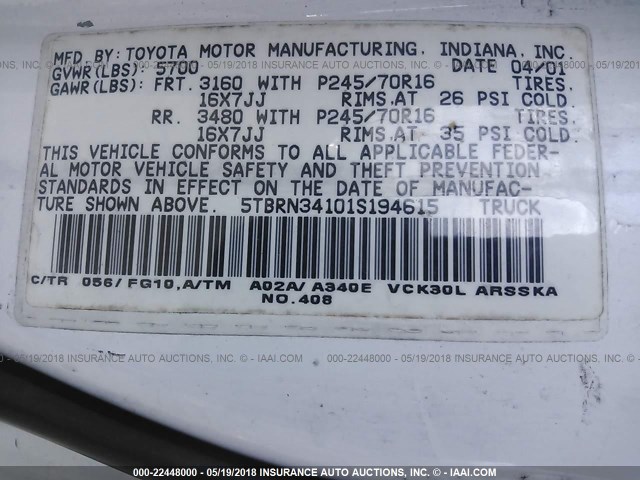 MFD. BY: TOYOTA MOTOR MANUFACTURING, INDIANA, INC.
GVWR(LBS): 5700 DATE 04/01
GAWR(LBS): FRT. 3160 WITH P245/70R16 TIRES.
16X7JJ RIMS.AT 26 PSI COLD.
RR. 3480 WITH P245/70R16 TIRES.
16X7JJ RIMS.AT 35 PSI COLD.
THIS VEHICLE CONFORMS TO ALL APPLICABLE FEDER-
AL MOTOR VEHICLE SAFETY AND THEFT PREVENTION
STANDARDS IN EFFECT ON THE DATE OF MANUFAC-
TURE SHOWN ABOVE. 5TBRN34101S194615 TRUCK
C/TR 056/FG10,A/TM A02A/A340E VCK30L ARSSKA
NO.408
000-22448000 - 05/19/2018 INSURANCE AUTO AUCTIONS, INC. © - IAAI.COM